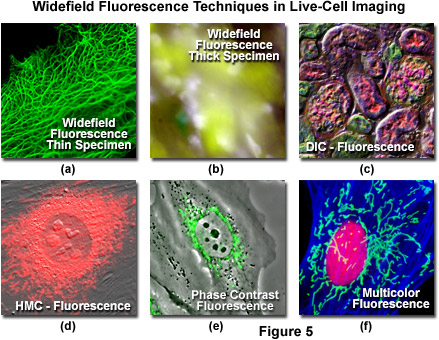 Widefield Fluorescence Techniques in Live-Cell Imaging
Widefield
Fluorescence
Thin Specimen
(a)
Widefield
Fluorescence
Thick Specimen
(b)
DIC - Fluorescence
(c)
HMC - Fluorescence
(d)
Phase Contrast
Fluorescence
(e)
Multicolor
Fluorescence
(f)
Figure 5